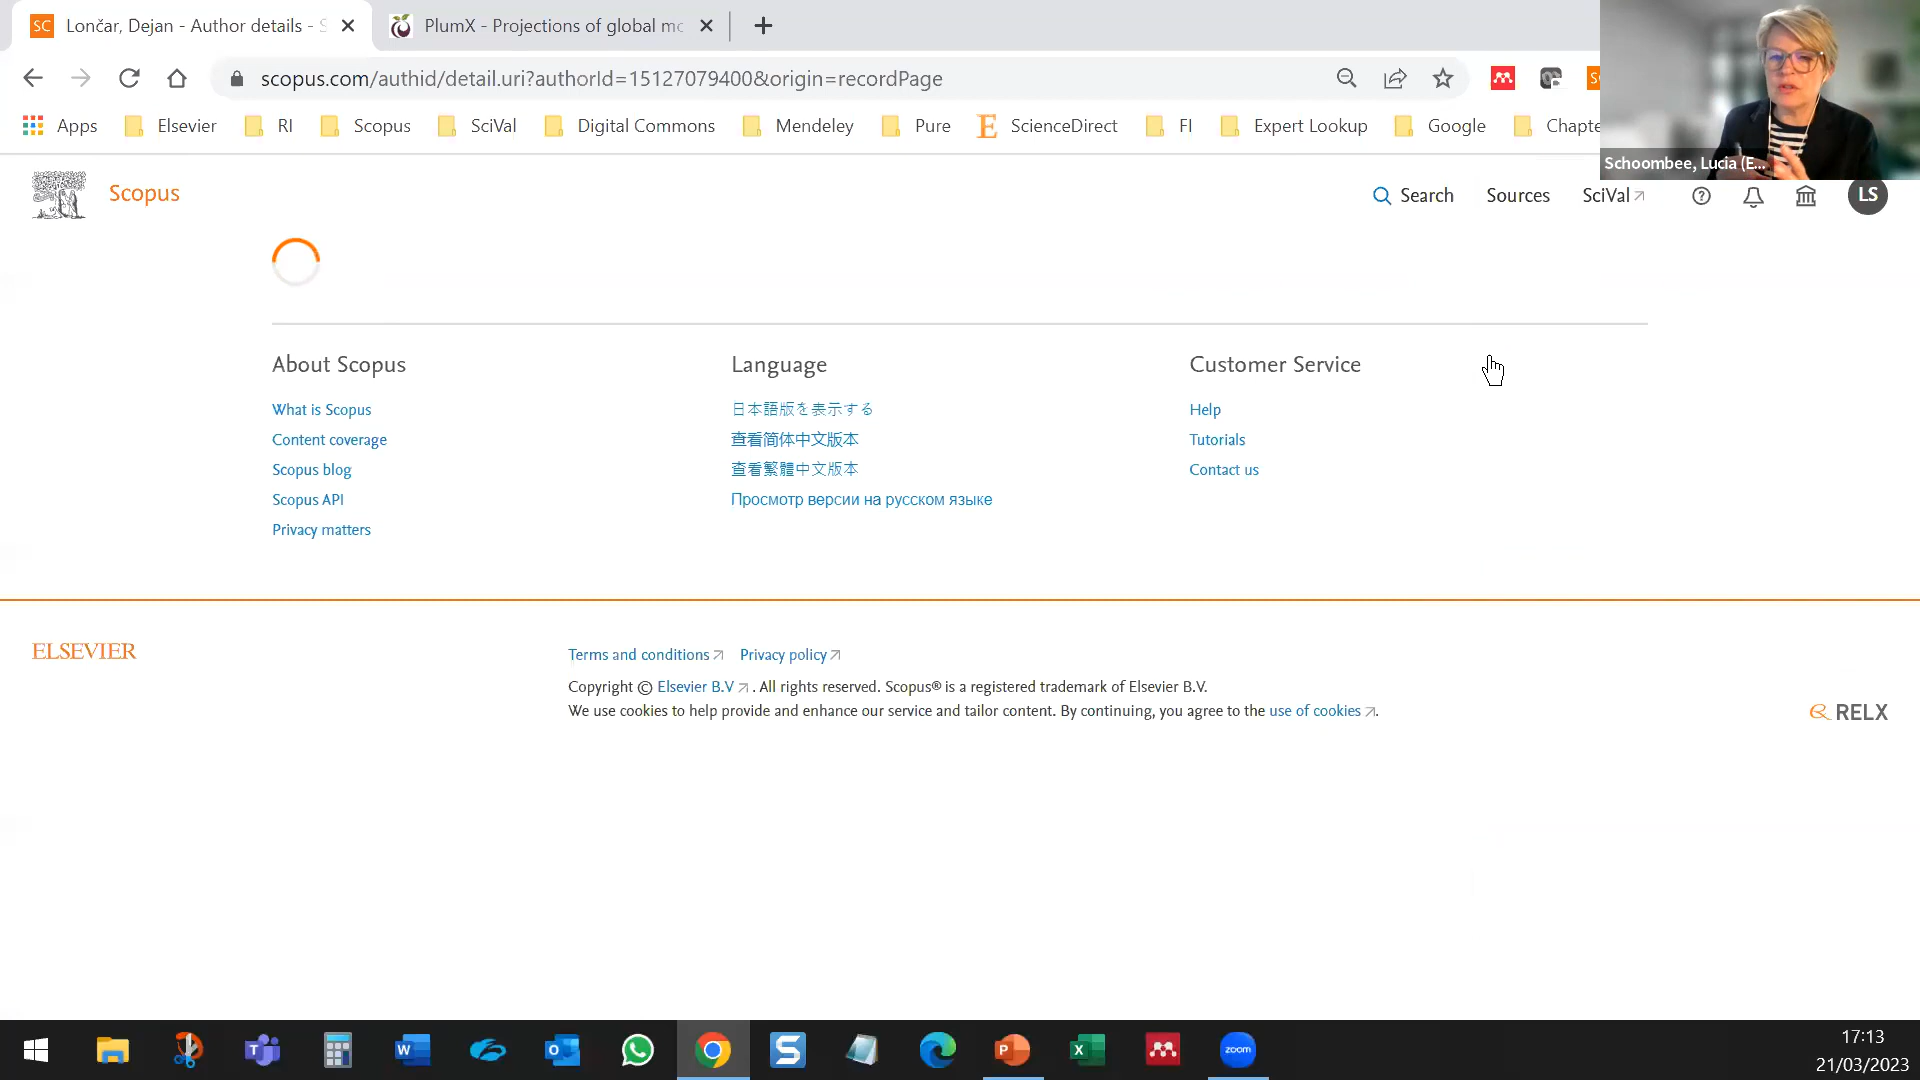 Lončar, Dejan - Author details - S
PlumX - Projections of global mo
scopus.com/authid/detail.uri?authorId=15127079400&origin=recordPage
Apps
Elsevier
RI
Scopus
SciVal
Digital Commons
Mendeley
Pure
ScienceDirect
FI
Expert Lookup
Google
Chapte
Schoombee, Lucia (E...
Scopus
Search
Sources
SciVal
LS
About Scopus
What is Scopus
Content coverage
Scopus blog
Scopus API
Privacy matters
Language
日本語版を表示する
查看简体中文版本
查看繁體中文版本
Просмотр версии на русском языке
Customer Service
Help
Tutorials
Contact us
ELSEVIER
Terms and conditions Privacy policy
Copyright © Elsevier B.V . All rights reserved. Scopus® is a registered trademark of Elsevier B.V.
We use cookies to help provide and enhance our service and tailor content. By continuing, you agree to the use of cookies .
RELX
zoom
17:13
21/03/2023